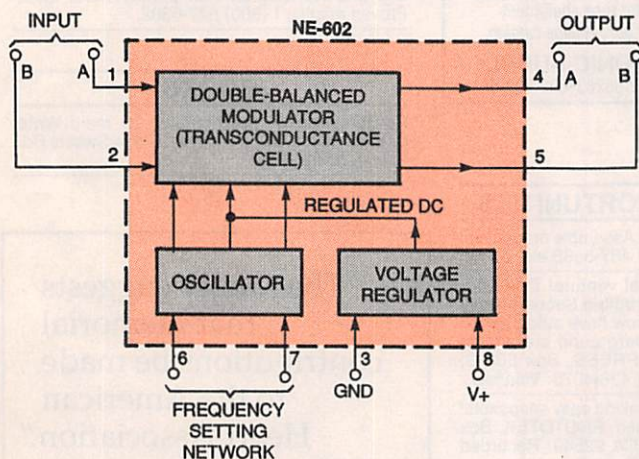 INPUT
NE-602
OUTPUT
B A 1
4 A B
DOUBLE-BALANCED
MODULATOR
(TRANSCONDUCTANCE
CELL)
2
5
REGULATED DC
OSCILLATOR
VOLTAGE
REGULATOR
6 7 3 8
GND
V+
FREQUENCY
SETTING
NETWORK